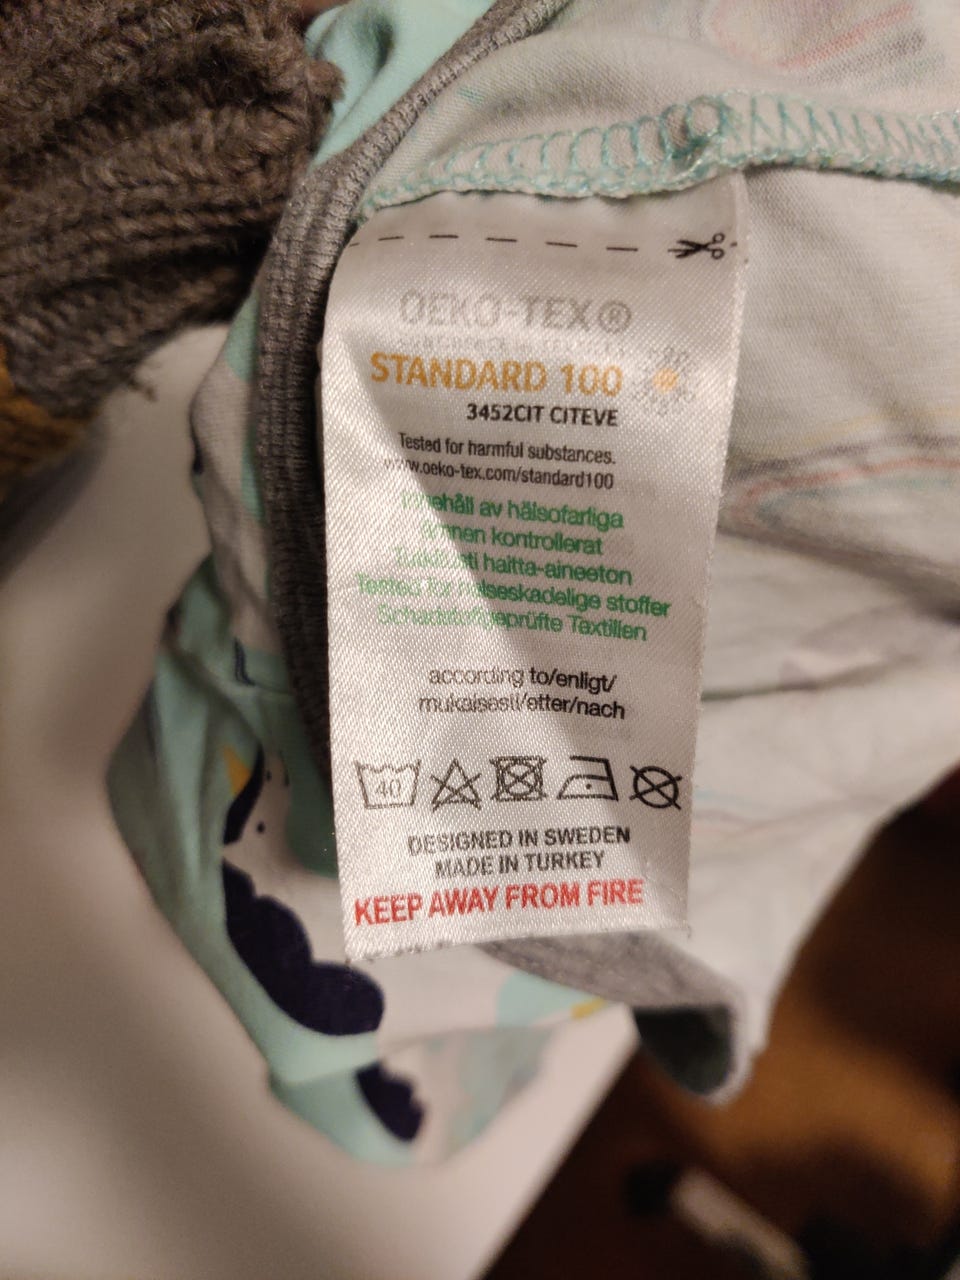 OEKO-TEX®
STANDARD 100
3452CIT CITEVE
Tested for harmful substances.
www.oeko-tex.com/standard100
Innehåll av hälsofarliga
ämnen kontrollerat
Tutkittu haitta-aineeton
Tested for helseskadelige stoffer
Schadstoffgeprüfte Taxtilien
according to/enligt/
mukaisesti/etter/nach
40
DESIGNED IN SWEDEN
MADE IN TURKEY
KEEP AWAY FROM FIRE